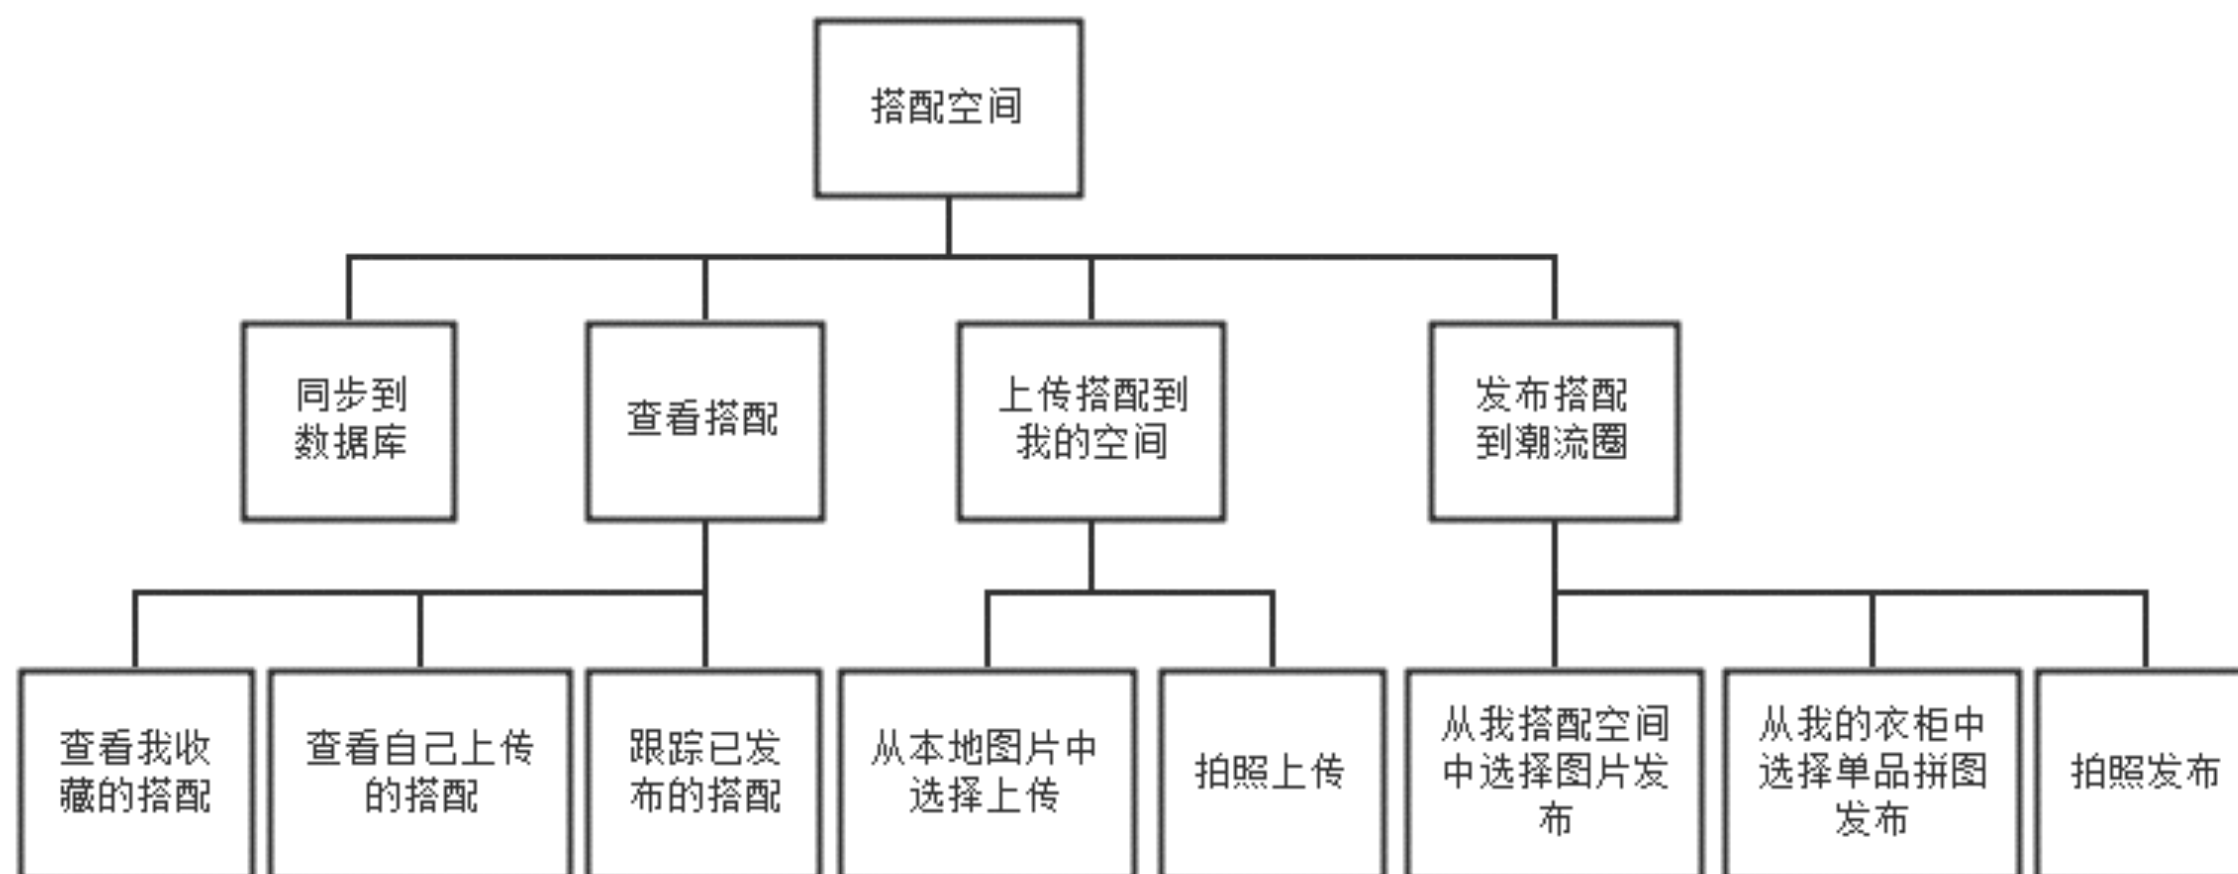 搭配空间
同步到
数据库
查看搭配
上传搭配到
我的空间
发布搭配
到潮流圈
查看我收
藏的搭配
查看自己上传
的搭配
跟踪已发
布的搭配
从本地图片中
选择上传
拍照上传
从我搭配空间
中选择图片发
布
从我的衣柜中
选择单品拼图
发布
拍照发布